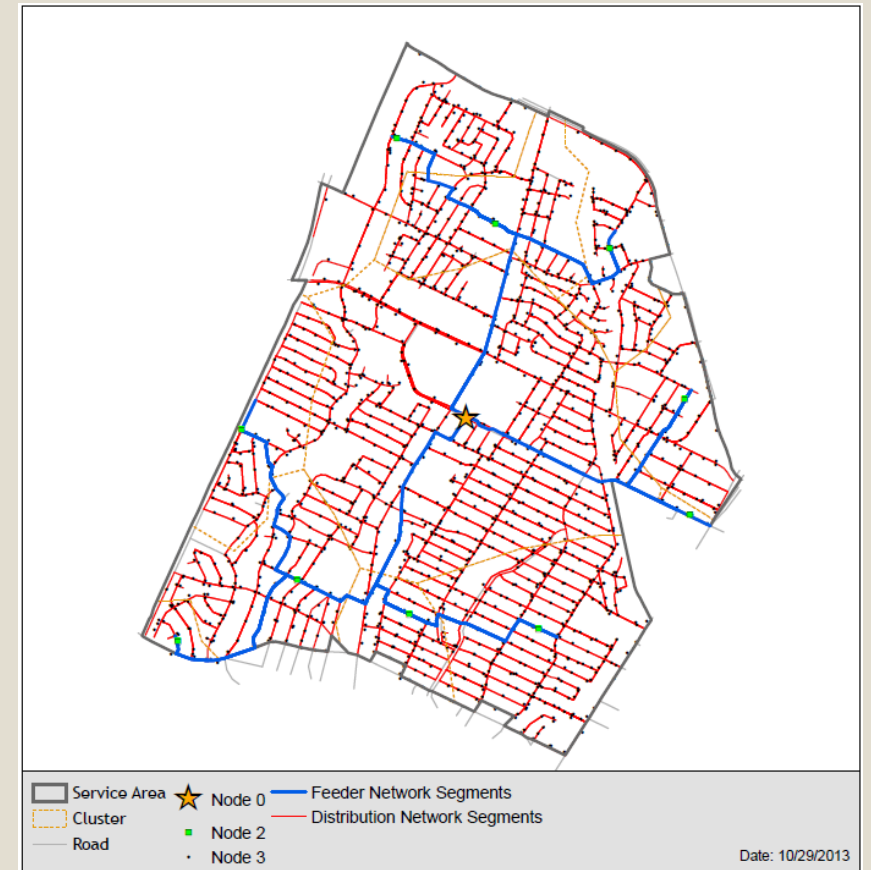 Service Area
Cluster
Road
Node 0
Node 2
Node 3
Feeder Network Segments
Distribution Network Segments
Date: 10/29/2013